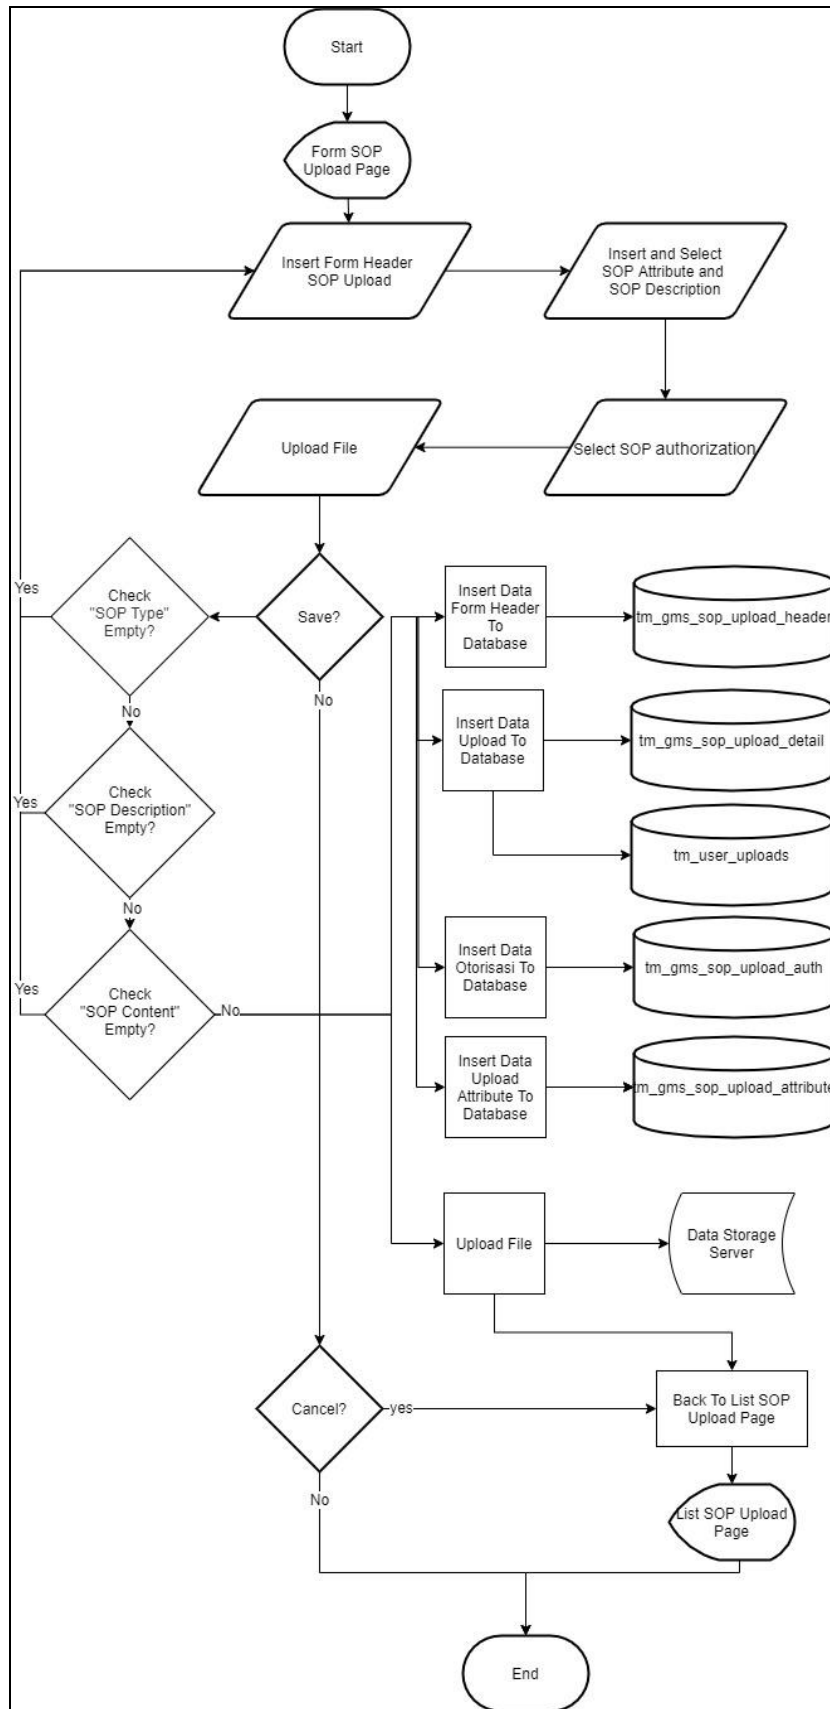 Start
Form SOP
Upload Page
Insert Form Header
SOP Upload
Insert and Select
SOP Attribute and
SOP Description
Select SOP authorization
Upload File
Save?
Check
"SOP Type"
Empty?
Yes
No
No
Check
"SOP Description"
Empty?
Yes
No
Check
"SOP Content"
Empty?
Yes
No
Insert Data
Form Header
To
Database
tm_gms_sop_upload_header
Insert Data
Upload To
Database
tm_gms_sop_upload_detail
tm_user_uploads
Insert Data
Otorisasi To
Database
tm_gms_sop_upload_auth
Insert Data
Upload
Attribute To
Database
tm_gms_sop_upload_attribute
Upload File
Data Storage
Server
Cancel?
yes
Back To List SOP
Upload Page
No
List SOP Upload
Page
End